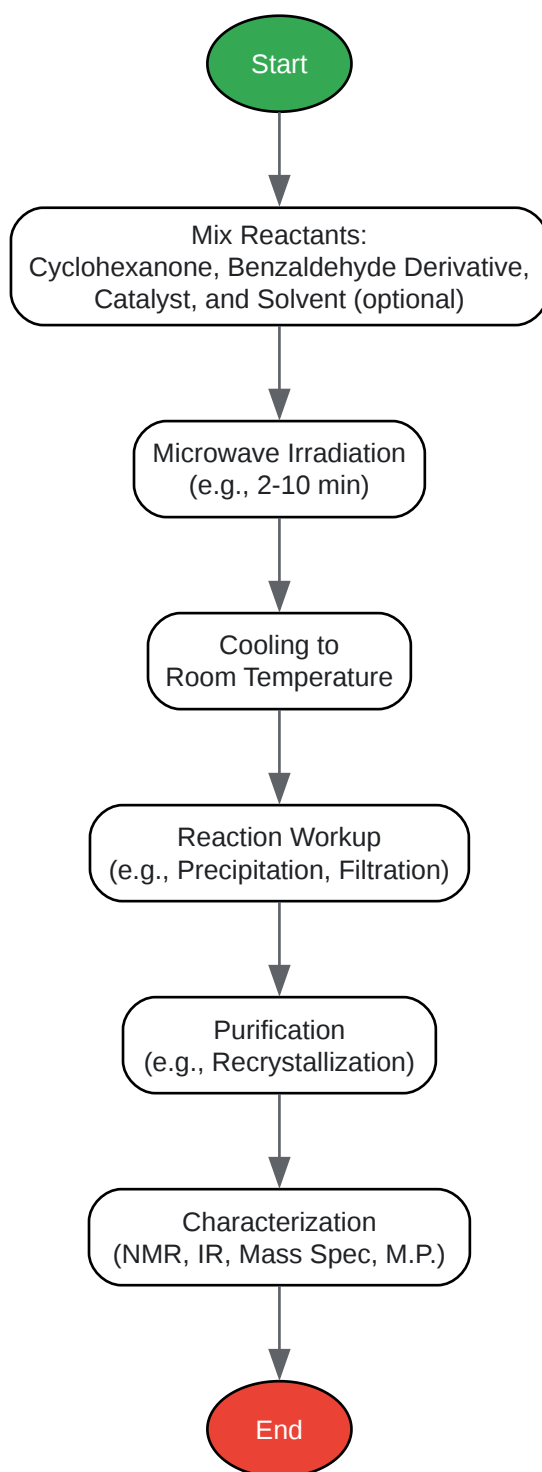 Start
Mix Reactants:
Cyclohexanone, Benzaldehyde Derivative,
Catalyst, and Solvent (optional)
Microwave Irradiation
(e.g., 2-10 min)
Cooling to
Room Temperature
Reaction Workup
(e.g., Precipitation, Filtration)
Purification
(e.g., Recrystallization)
Characterization
(NMR, IR, Mass Spec, M.P.)
End